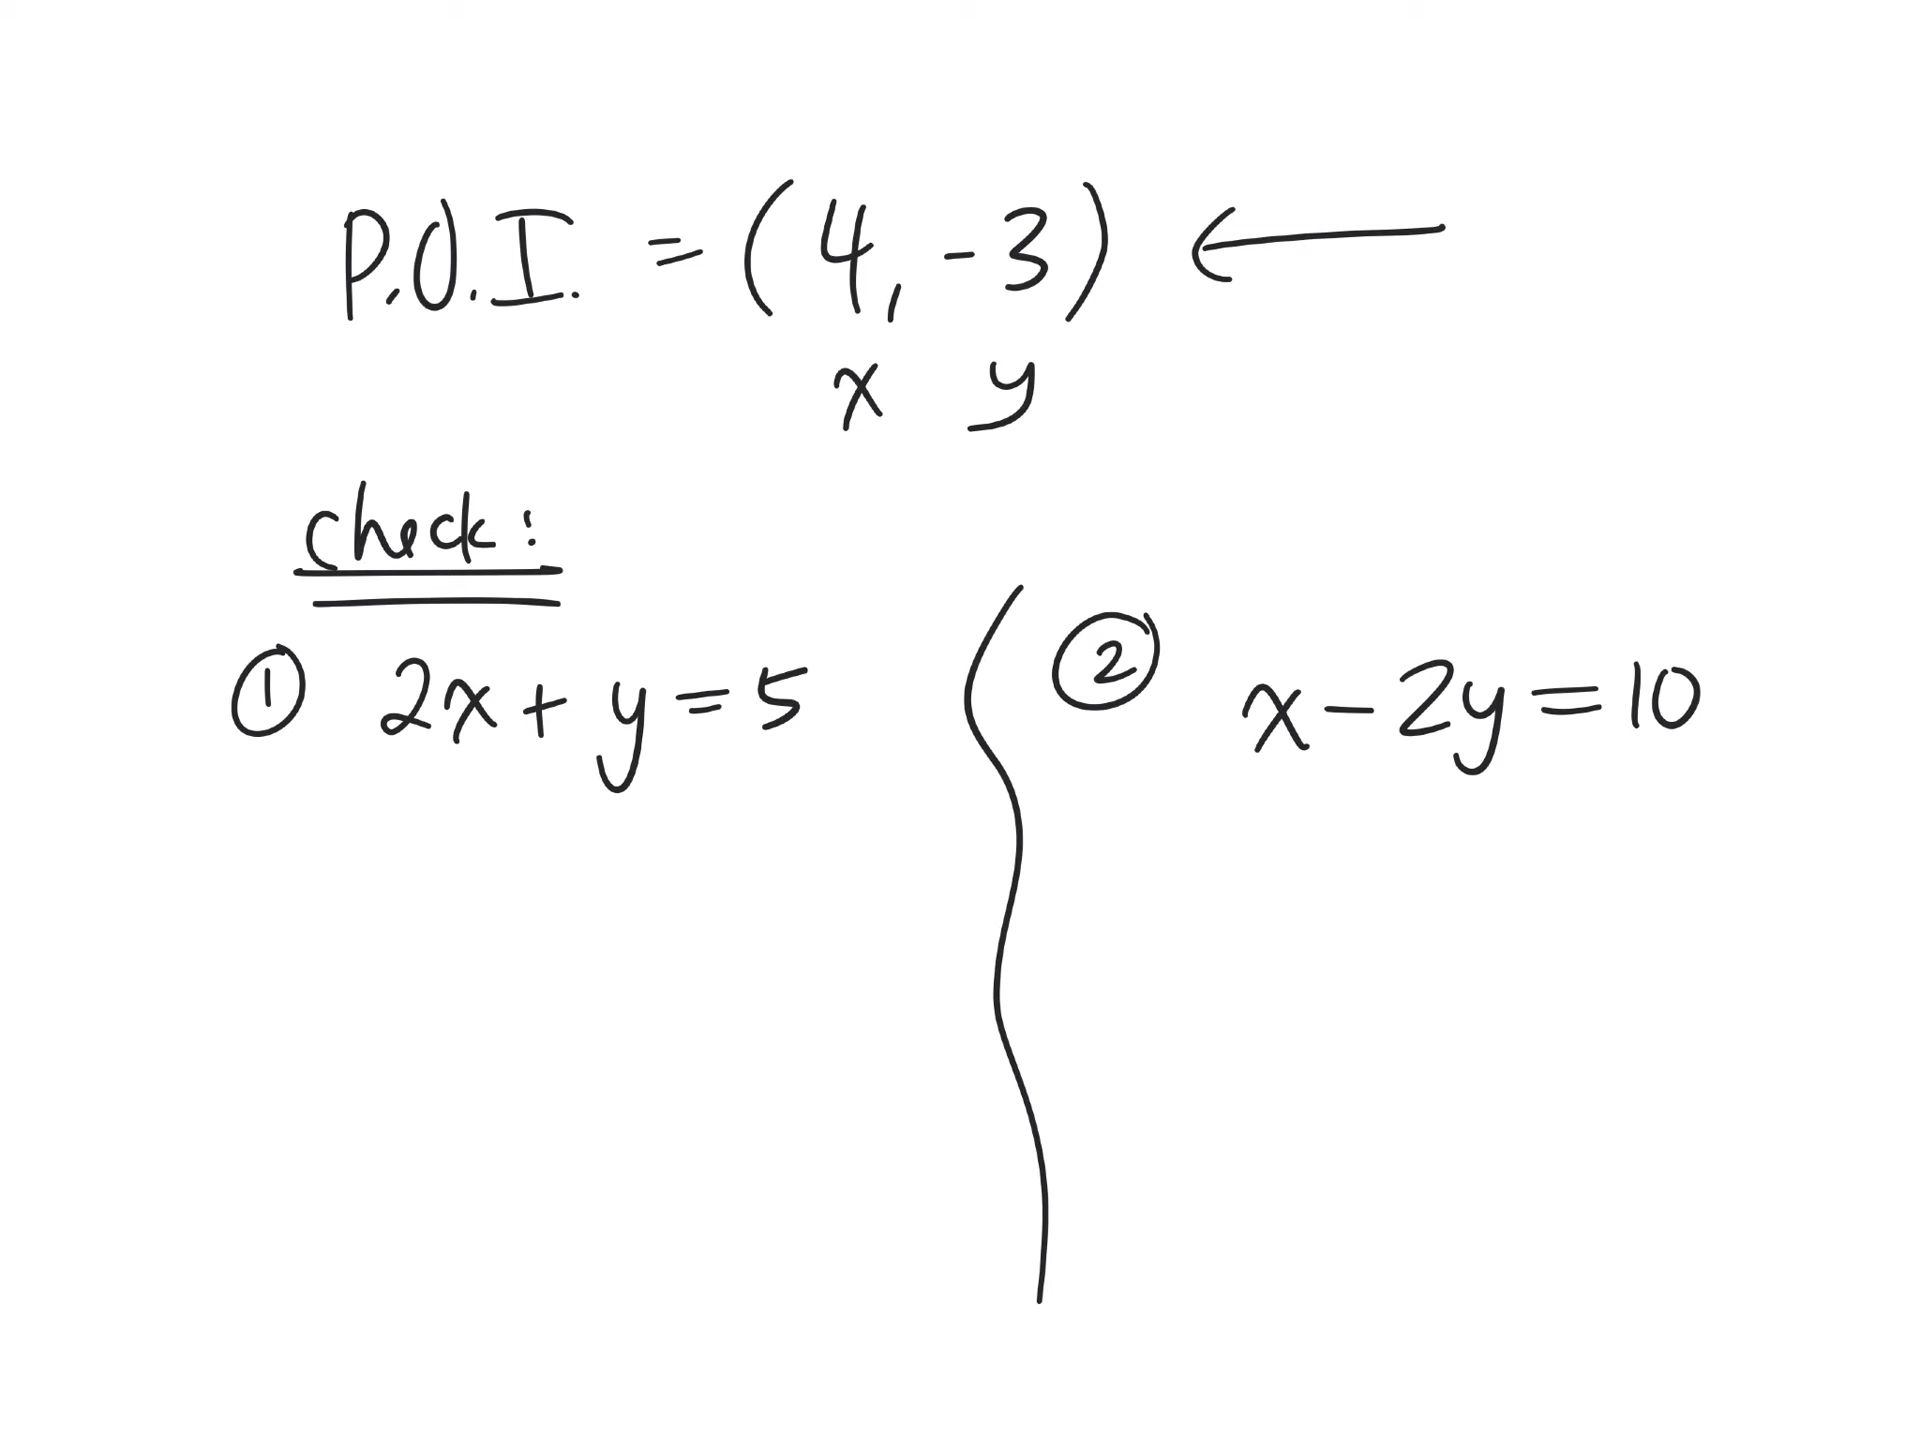 P.O.I. = (4, -3) ←
x y
check:
① 2x + y = 5
② x - 2y = 10